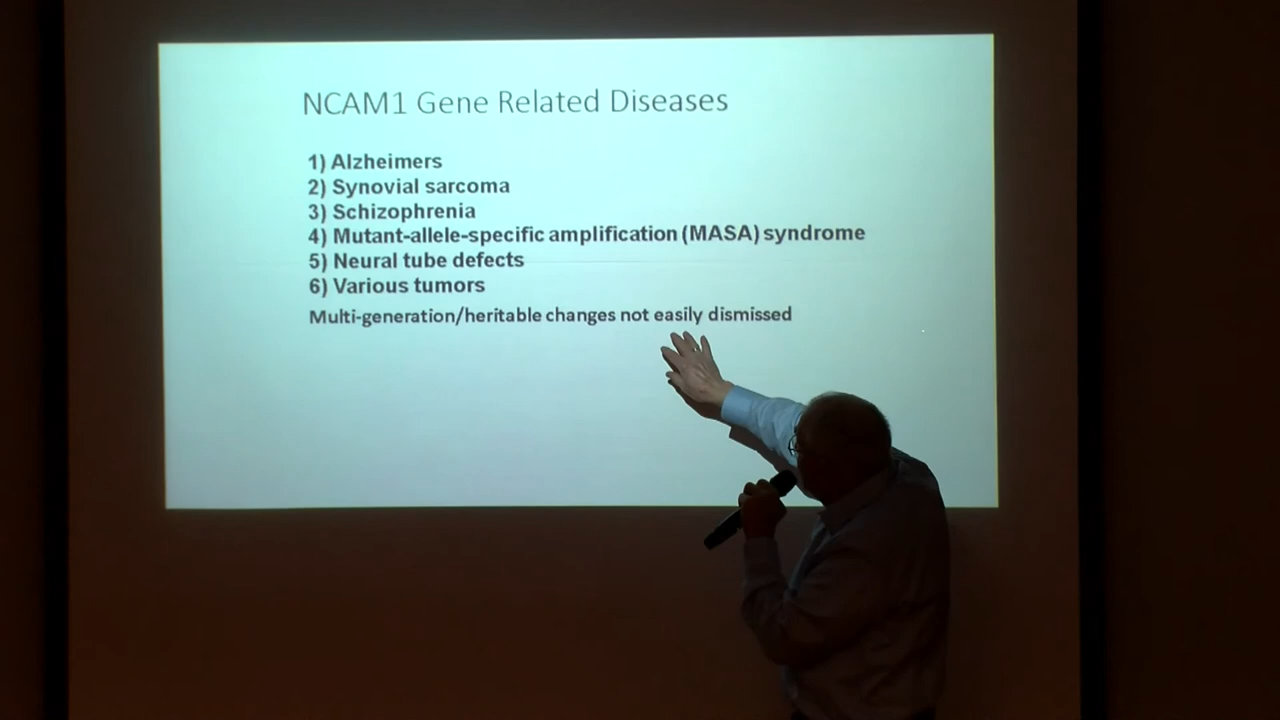 NCAM1 Gene Related Diseases
1) Alzheimers
2) Synovial sarcoma
3) Schizophrenia
4) Mutant-allele-specific amplification (MASA) syndrome
5) Neural tube defects
6) Various tumors
Multi-generation/heritable changes not easily dismissed